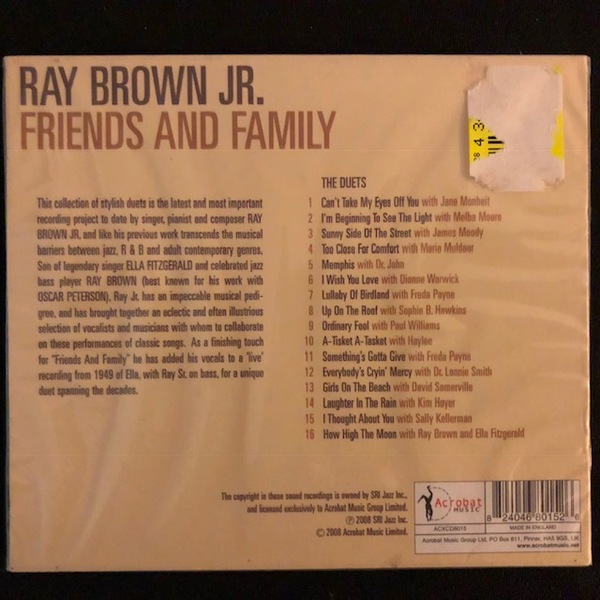 RAY BROWN JR.
FRIENDS AND FAMILY
This collection of stylish duets is the latest and most important
recording project to date by singer, pianist and composer RAY
BROWN JR, and like his previous work transcends the musical
barriers between jazz, R & B and adult contemporary genres.
Son of legendary singer ELLA FITZGERALD and celebrated jazz
bass player RAY BROWN (best known for his work with
OSCAR PETERSON), Ray Jr. has an impeccable musical pedi-
gree, and has brought together an eclectic and often illustrious
selection of vocalists and musicians with whom to collaborate
on these performances of classic songs. As a finishing touch
for "Friends And Family" he has added his vocals to a 'live'
recording from 1949 of Ella, with Ray Sr. on bass, for a unique
duet spanning the decades.
THE DUETS
1 Can't Take My Eyes Off You with Jane Monheit
2 I'm Beginning To See The Light with Melba Moore
3 Sunny Side Of The Street with James Moody
4 Too Close For Comfort with Maria Muldaur
5 Memphis with Dr. John
6 I Wish You Love with Dionne Warwick
7 Lullaby Of Birdland with Freda Payne
8 Up On The Roof with Sophie B. Hawkins
9 Ordinary Fool with Paul Williams
10 A-Tisket A-Tasket with Haylee
11 Something's Gotta Give with Freda Payne
12 Everybody's Cryin' Mercy with Dr. Lonnie Smith
13 Girls On The Beach with David Somerville
14 Laughter In The Rain with Kim Hoyer
15 I Thought About You with Sally Kellerman
16 How High The Moon with Ray Brown and Ella Fitzgerald
The copyright in these sound recordings is owned by SRI Jazz Inc.,
and licensed exclusively to Acrobat Music Group Limited.
℗ 2008 SRI Jazz Inc.
© 2008 Acrobat Music Limited.
Acrobat
MUSIC
ACXCD8015
8 24046 80152 6
MADE IN ENGLAND
Acrobat Music Group Ltd, PO Box 811, Pinner, HA5 9GS, UK
www.acrobatmusic.net